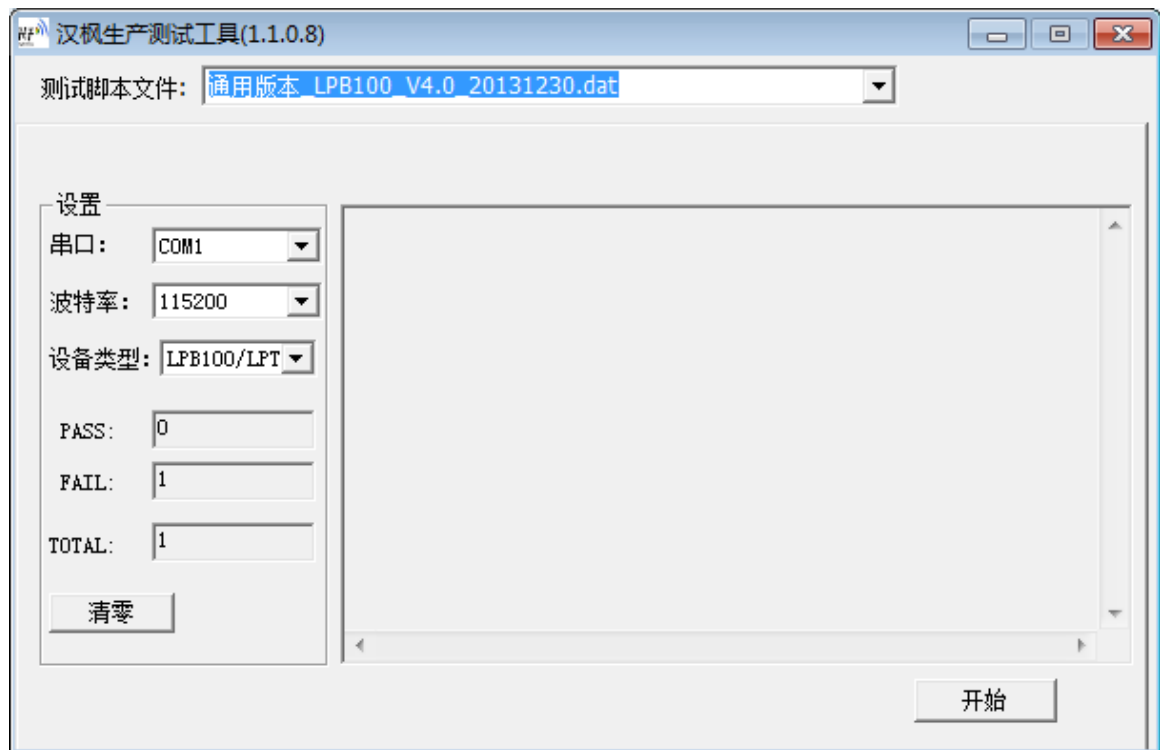 汉枫生产测试工具(1.1.0.8)
测试脚本文件: 通用版本_LPB100_V4.0_20131230.dat
设置
串口: COM1
波特率: 115200
设备类型: LPB100/LPT
PASS: 0
FAIL: 1
TOTAL: 1
清零
开始